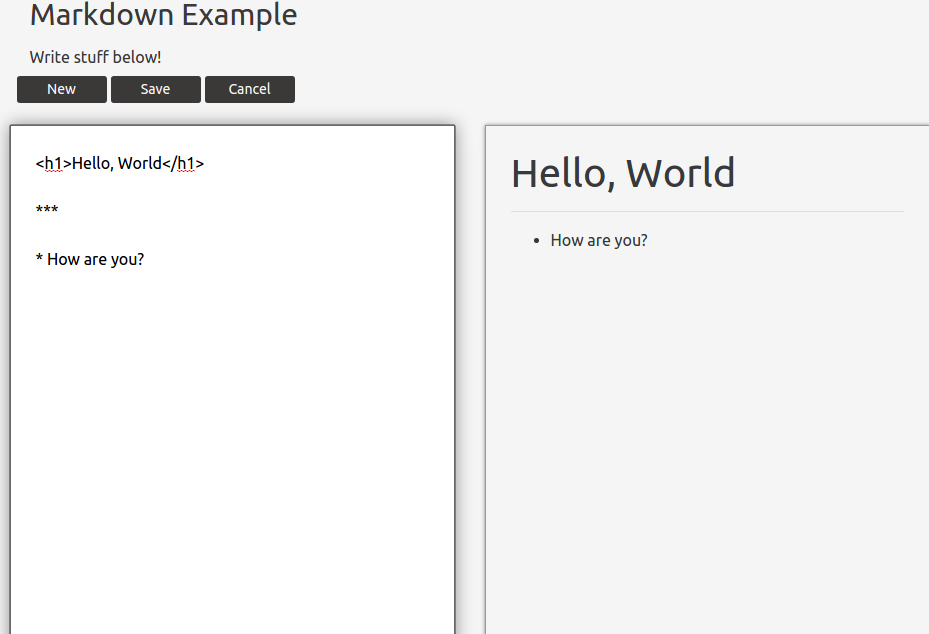 Markdown Example
Write stuff below!
New Save Cancel
<h1>Hello, World</h1>
***
* How are you?
Hello, World
• How are you?